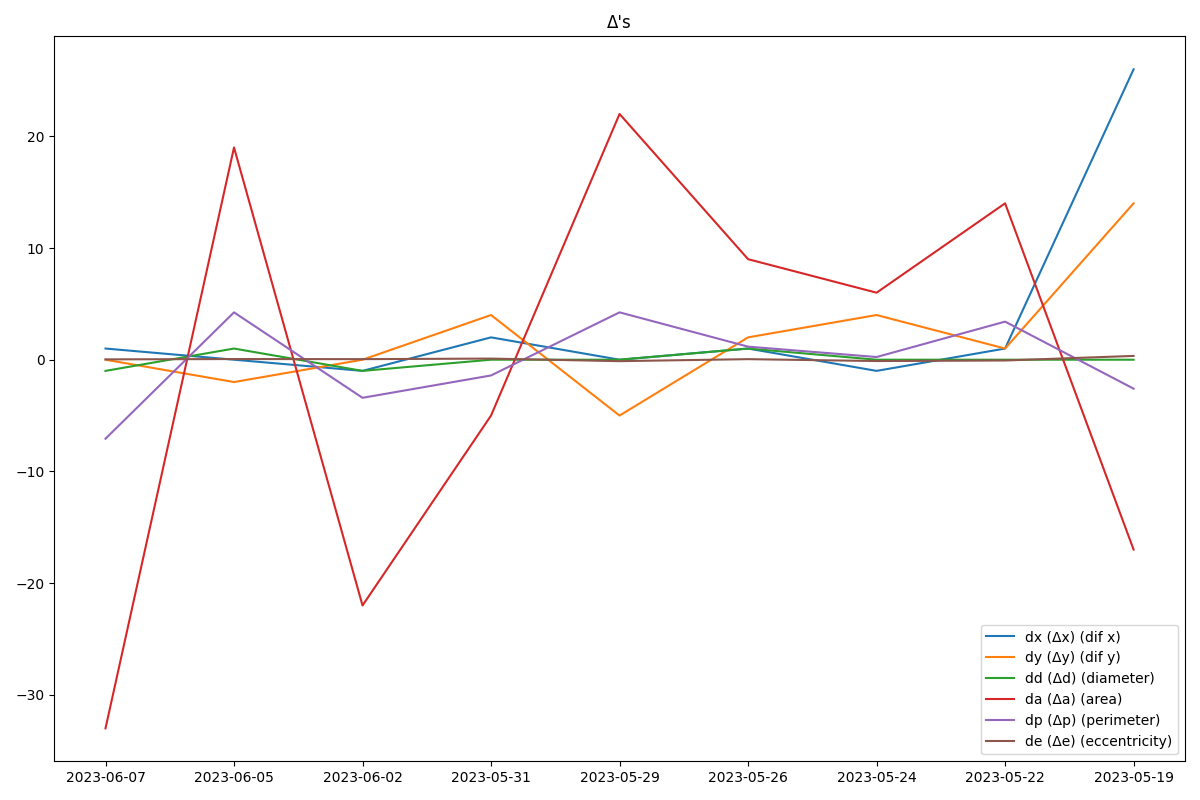 Δ's
20
10
0
−10
−20
−30
2023-06-07 2023-06-05 2023-06-02 2023-05-31 2023-05-29 2023-05-26 2023-05-24 2023-05-22 2023-05-19
dx (Δx) (dif x)
dy (Δy) (dif y)
dd (Δd) (diameter)
da (Δa) (area)
dp (Δp) (perimeter)
de (Δe) (eccentricity)